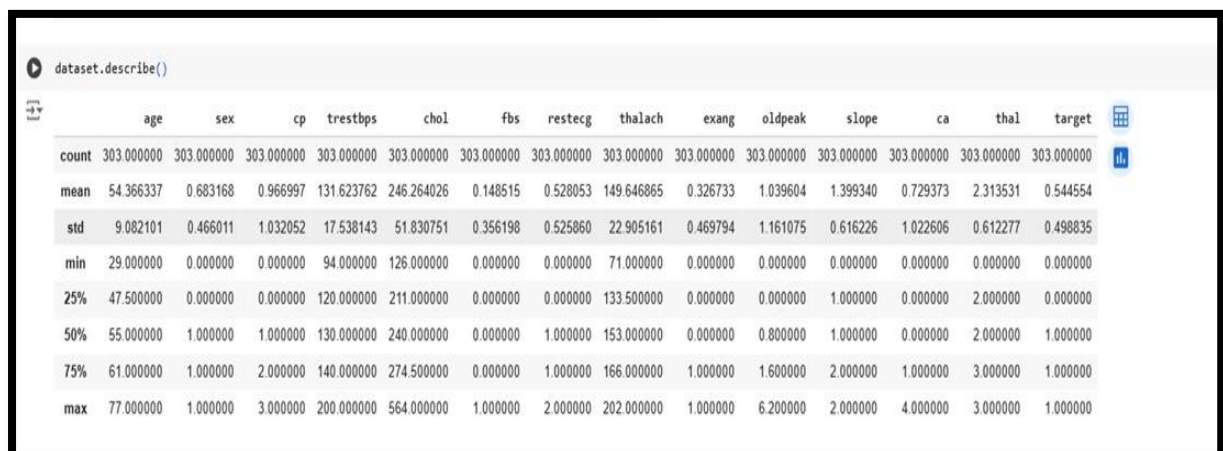 dataset.describe()
age sex cp trestbps chol fbs restecg thalach exang oldpeak slope ca thal target
count 303.000000 303.000000 303.000000 303.000000 303.000000 303.000000 303.000000 303.000000 303.000000 303.000000 303.000000 303.000000 303.000000 303.000000
mean 54.366337 0.683168 0.966997 131.623762 246.264026 0.148515 0.528053 149.646865 0.326733 1.039604 1.399340 0.729373 2.313531 0.544554
std 9.082101 0.466011 1.032052 17.538143 51.830751 0.356198 0.525860 22.905161 0.469794 1.161075 0.616226 1.022606 0.612277 0.498835
min 29.000000 0.000000 0.000000 94.000000 126.000000 0.000000 0.000000 71.000000 0.000000 0.000000 0.000000 0.000000 0.000000 0.000000
25% 47.500000 0.000000 0.000000 120.000000 211.000000 0.000000 0.000000 133.500000 0.000000 0.000000 1.000000 0.000000 2.000000 0.000000
50% 55.000000 1.000000 1.000000 130.000000 240.000000 0.000000 1.000000 153.000000 0.000000 0.800000 1.000000 0.000000 2.000000 1.000000
75% 61.000000 1.000000 2.000000 140.000000 274.500000 0.000000 1.000000 166.000000 1.000000 1.600000 2.000000 1.000000 3.000000 1.000000
max 77.000000 1.000000 3.000000 200.000000 564.000000 1.000000 2.000000 202.000000 1.000000 6.200000 2.000000 4.000000 3.000000 1.000000